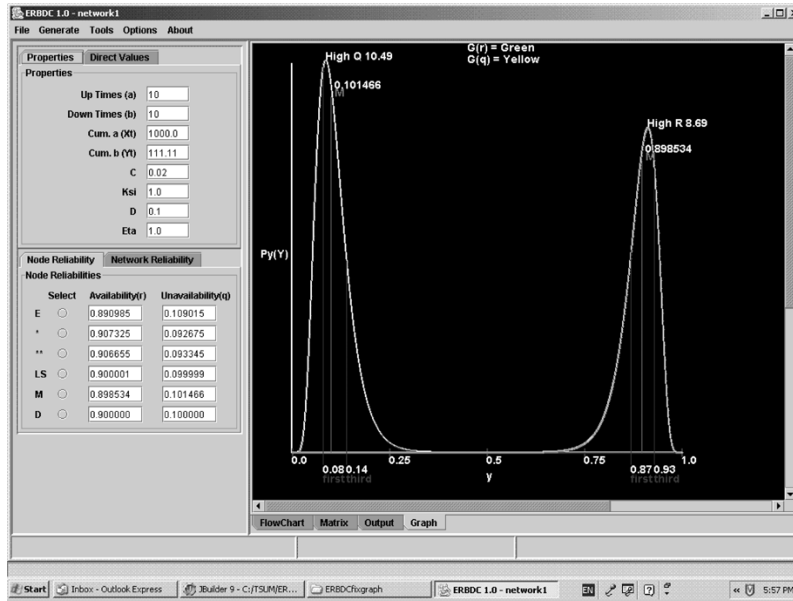 ERBDC 1.0 - network1
File Generate Tools Options About
Properties Direct Values
Properties
Up Times (a) 10
Down Times (b) 10
Cum. a (Xt) 1000.0
Cum. b (Yt) 111.11
C 0.02
Ksi 1.0
D 0.1
Eta 1.0
Node Reliability Network Reliability
Node Reliabilities
Select Availability(r) Unavailability(q)
E 0.890985 0.109015
* 0.907325 0.092675
** 0.906655 0.093345
LS 0.900001 0.099999
M 0.898534 0.101466
D 0.900000 0.100000
G(r) = Green
G(q) = Yellow
High Q 10.49
0.101466
M
High R 8.69
0.898534
M
Py(Y)
0.0 0.25 0.5 0.75 1.0
0.08 0.14 0.87 0.93
first third y first third
FlowChart Matrix Output Graph
Start Inbox - Outlook Express JBuilder 9 - C:/TSUM/ER... ERBDCfixgraph ERBDC 1.0 - network1 EN « 5:57 PM